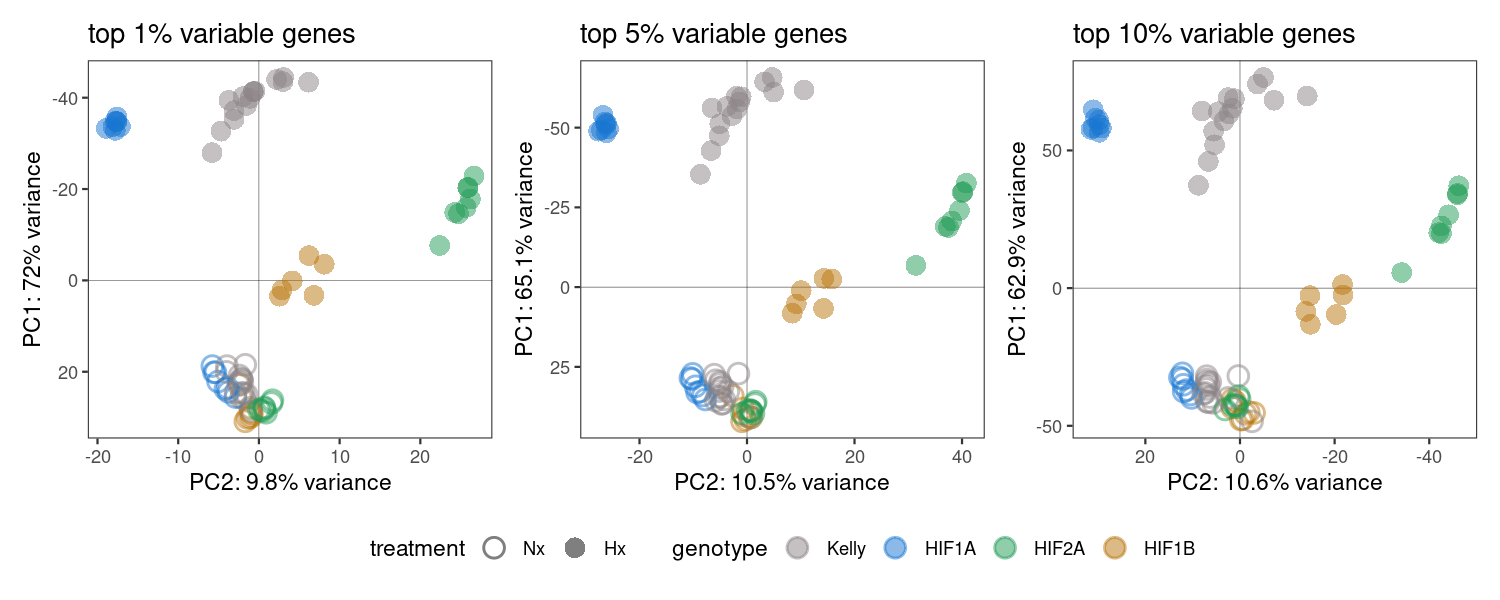 top 1% variable genes
top 5% variable genes
top 10% variable genes
PC1: 72% variance
-40
-20
0
20
-20
-10
0
10
20
PC2: 9.8% variance
PC1: 65.1% variance
-50
-25
0
25
-20
0
20
40
PC2: 10.5% variance
PC1: 62.9% variance
50
0
-50
20
0
-20
-40
PC2: 10.6% variance
treatment Nx Hx genotype Kelly HIF1A HIF2A HIF1B